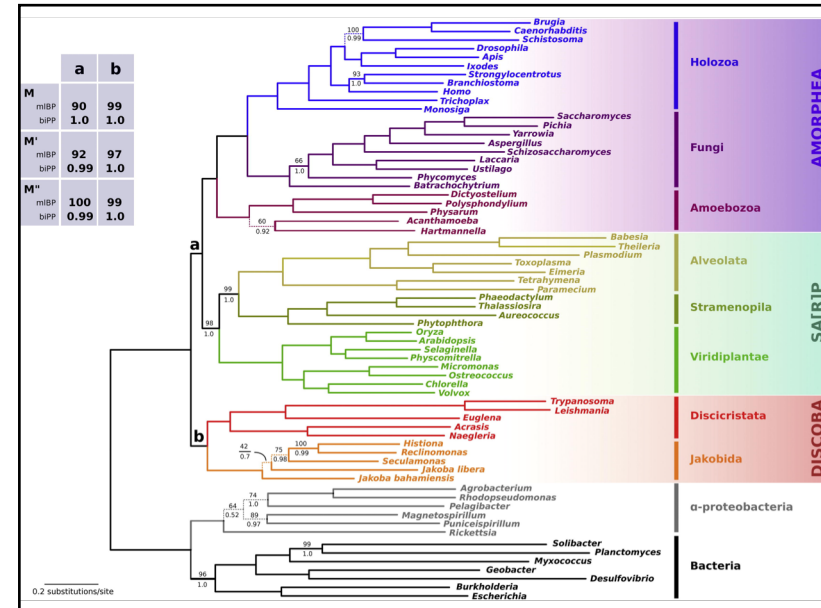 a b
M
mlBP 90 99
biPP 1.0 1.0
M'
mlBP 92 97
biPP 0.99 1.0
M"
mlBP 100 99
biPP 0.99 1.0
Brugia
100
Caenorhabditis
0.99
Schistosoma
Drosophila
Apis
Ixodes
93
Strongylocentrotus
1.0
Branchiostoma
Homo
Trichoplax
Monosiga
Holozoa
AMORPHEA
Saccharomyces
Pichia
Yarrowia
Aspergillus
Schizosaccharomyces
66
Laccaria
1.0
Ustilago
Phycomyces
Batrachochytrium
Fungi
Dictyostelium
Polysphondylium
Physarum
60
Acanthamoeba
0.92
Hartmannella
Amoebozoa
a
Babesia
Theileria
Plasmodium
Toxoplasma
Eimeria
Tetrahymena
Paramecium
Alveolata
99
1.0
Phaeodactylum
Thalassiosira
Aureococcus
Phytophthora
Stramenopila
98
1.0
Oryza
Arabidopsis
Selaginella
Physcomitrella
Micromonas
Ostreococcus
Chlorella
Volvox
Viridiplantae
SA[R]P
b
Trypanosoma
Leishmania
Euglena
Acrasis
Naegleria
Discicristata
42
0.7
75
0.98
100
0.99
Histiona
Reclinomonas
Seculamonas
Jakoba libera
Jakoba bahamiensis
Jakobida
DISCOBA
64
0.52
74
1.0
89
0.97
Agrobacterium
Rhodopseudomonas
Pelagibacter
Magnetospirillum
Puniceispirillum
Rickettsia
α-proteobacteria
99
1.0
Solibacter
Planctomyces
Myxococcus
Geobacter
Desulfovibrio
96
1.0
Burkholderia
Escherichia
Bacteria
0.2 substitutions/site